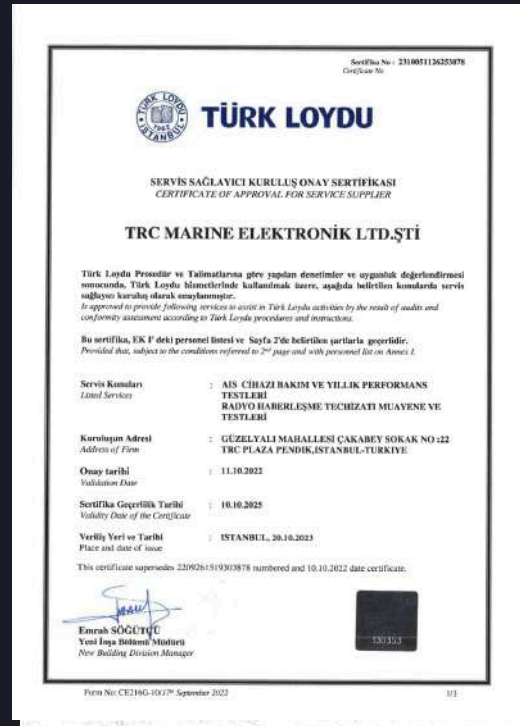 Sertifika No : 2310051126253878
Certificate No
TÜRK LOYDU
TÜRK LOYDU
1962
İSTANBUL
SERVİS SAĞLAYICI KURULUŞ ONAY SERTİFİKASI
CERTIFICATE OF APPROVAL FOR SERVICE SUPPLIER
TRC MARINE ELEKTRONİK LTD.ŞTİ
Türk Loydu Prosedür ve Talimatlarına göre yapılan denetimler ve uygunluk değerlendirmesi
sonucunda, Türk Loydu hizmetlerinde kullanılmak üzere, aşağıda belirtilen konularda servis
sağlayıcı kuruluş olarak onaylanmıştır.
Is approved to provide following services to assist in Türk Loydu activities by the result of audits and
conformity assessment according to Türk Loydu procedures and instructions.
Bu sertifika, EK I' deki personel listesi ve Sayfa 2'de belirtilen şartlarla geçerlidir.
Provided that, subject to the conditions referred to 2nd page and with personnel list on Annex I.
Servis Konuları : AIS CİHAZI BAKIM VE YILLIK PERFORMANS
Listed Services TESTLERİ
RADYO HABERLEŞME TECHİZATI MUAYENE VE
TESTLERİ
Kuruluşun Adresi : GÜZELYALI MAHALLESİ ÇAKABEY SOKAK NO :22
Address of Firm TRC PLAZA PENDIK,ISTANBUL-TURKIYE
Onay tarihi : 11.10.2022
Validation Date
Sertifika Geçerlilik Tarihi : 10.10.2025
Validity Date of the Certificate
Veriliş Yeri ve Tarihi : ISTANBUL, 20.10.2023
Place and date of issue
This certificate supersedes 2209261519303878 numbered and 10.10.2022 date certificate.
Emrah SÖĞÜTÇÜ
Yeni İnşa Bölümü Müdürü
New Building Division Manager
130353
Form No: CE216G-10/17th September 2022 1/3